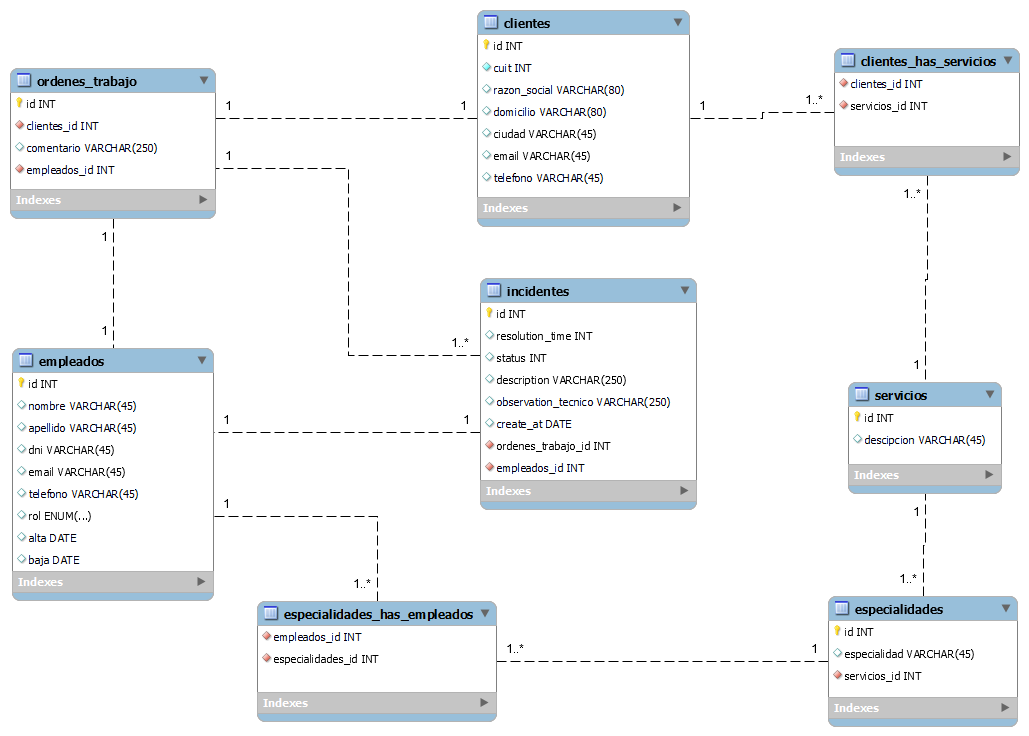 clientes
id INT
cuit INT
razon_social VARCHAR(80)
domicilio VARCHAR(80)
ciudad VARCHAR(45)
email VARCHAR(45)
telefono VARCHAR(45)
Indexes
clientes_has_servicios
clientes_id INT
servicios_id INT
Indexes
ordenes_trabajo
id INT
clientes_id INT
comentario VARCHAR(250)
empleados_id INT
Indexes
1
1
1
1..*
1
1..*
1
1
1..*
1
incidentes
id INT
resolution_time INT
status INT
description VARCHAR(250)
observation_tecnico VARCHAR(250)
create_at DATE
ordenes_trabajo_id INT
empleados_id INT
Indexes
empleados
id INT
nombre VARCHAR(45)
apellido VARCHAR(45)
dni VARCHAR(45)
email VARCHAR(45)
telefono VARCHAR(45)
rol ENUM(...)
alta DATE
baja DATE
Indexes
servicios
id INT
descipcion VARCHAR(45)
Indexes
1
1
1
1..*
1
1..*
1
1..*
1
1..*
especialidades_has_empleados
empleados_id INT
especialidades_id INT
Indexes
especialidades
id INT
especialidad VARCHAR(45)
servicios_id INT
Indexes